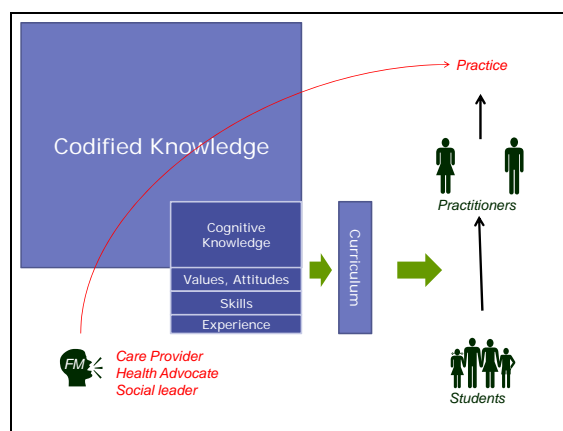 Practice
Codified Knowledge
Practitioners
Cognitive
Knowledge
Values, Attitudes
Skills
Experience
Curriculum
FM
Care Provider
Health Advocate
Social leader
Students